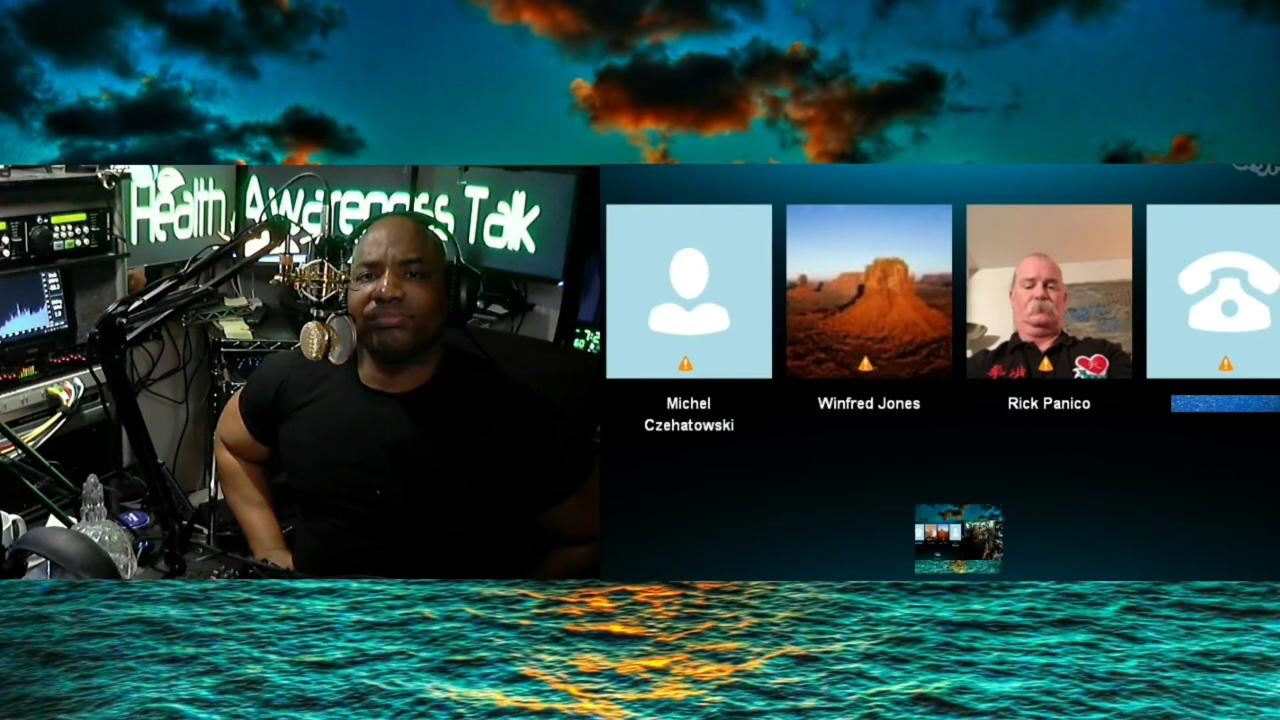 Health Awareness Talk
Michel
Czehatowski
Winfred Jones
Rick Panico